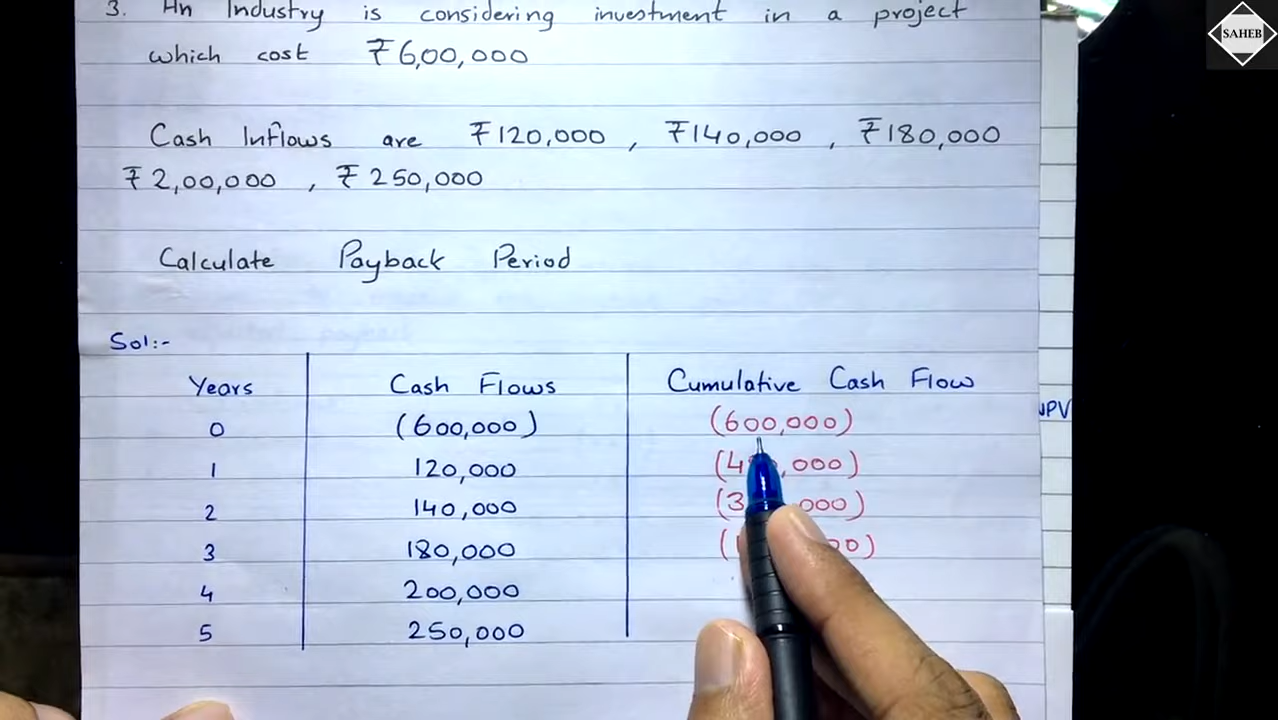 3. An Industry is considering investment in a project
which cost ₹6,00,000
Cash Inflows are ₹120,000 , ₹140,000 , ₹180,000
₹2,00,000 , ₹250,000
Calculate Payback Period
Sol:-
Years Cash Flows Cumulative Cash Flow
0 (600,000) (600,000)
1 120,000
2 140,000
3 180,000
4 200,000
5 250,000
NPV
SAHEB